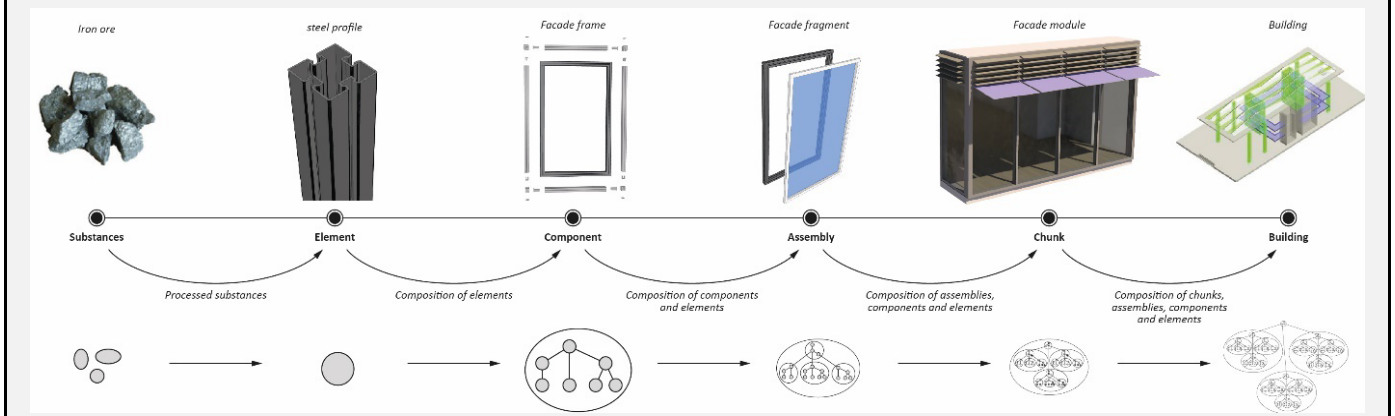 Iron ore
steel profile
Facade frame
Facade fragment
Facade module
Building
Substances
Element
Component
Assembly
Chunk
Building
Processed substances
Composition of elements
Composition of components
and elements
Composition of assemblies,
components and elements
Composition of chunks,
assemblies, components
and elements